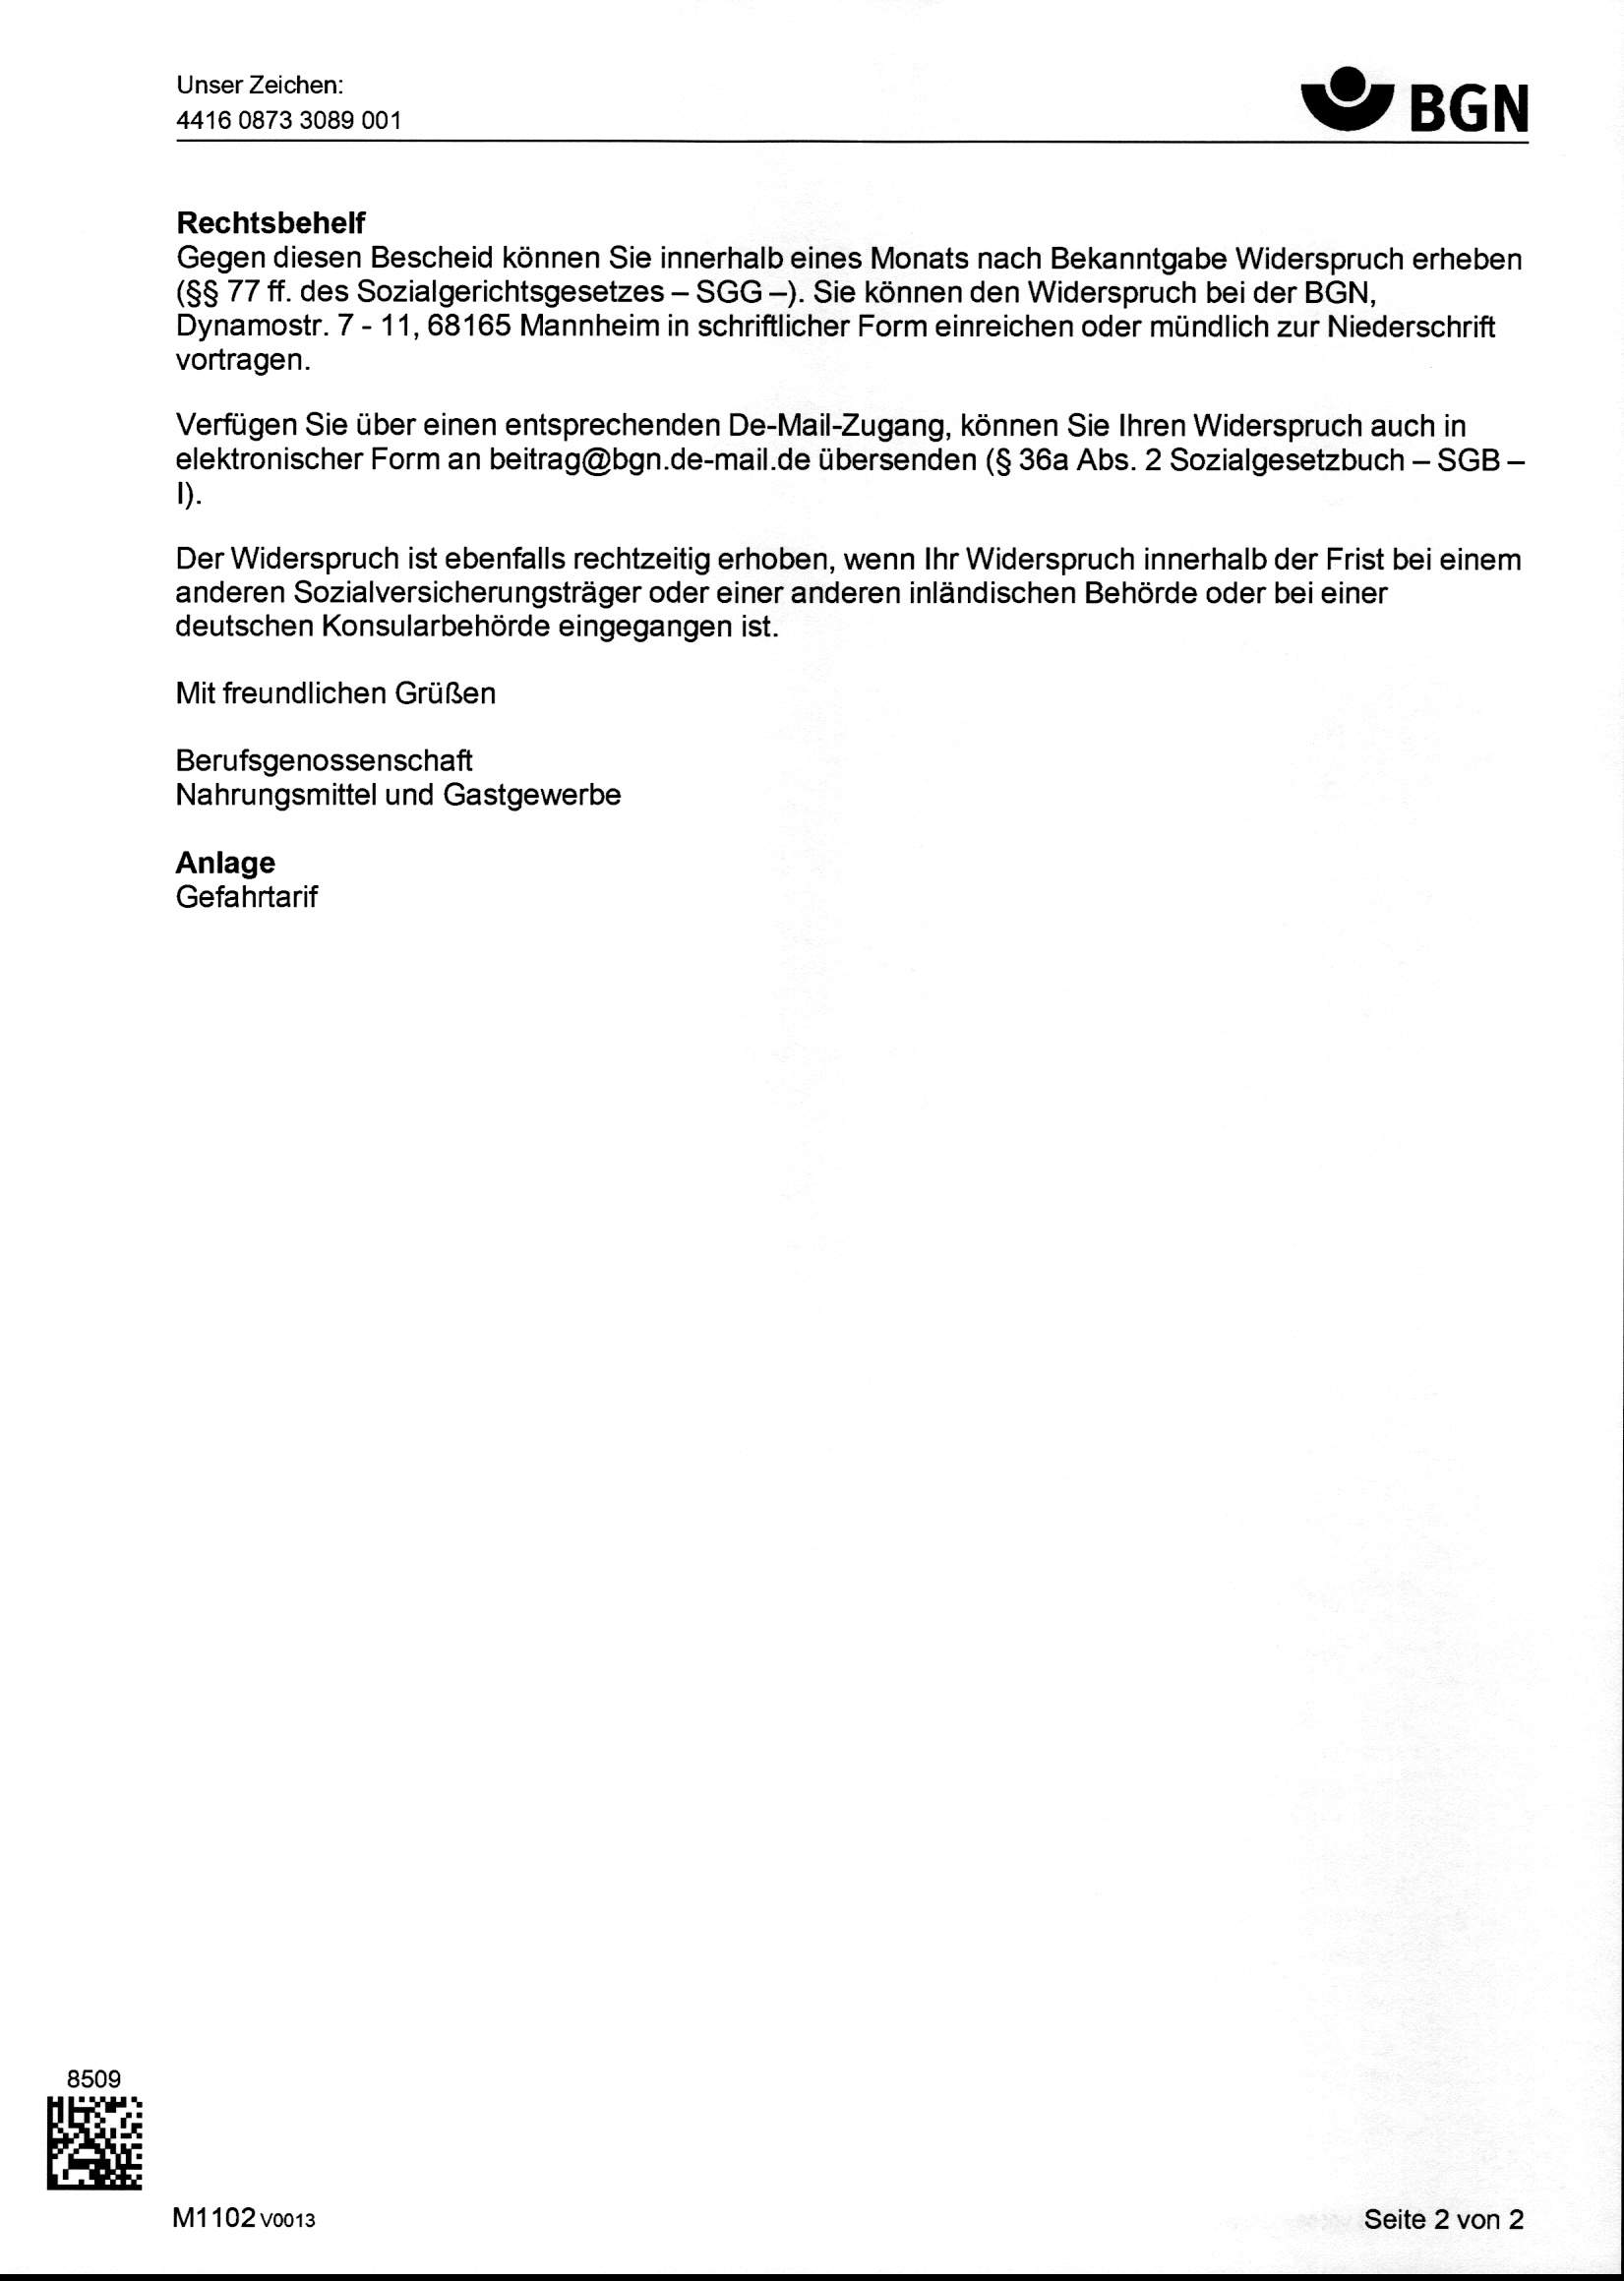 Unser Zeichen:
4416 0873 3089 001
BGN
Rechtsbehelf
Gegen diesen Bescheid können Sie innerhalb eines Monats nach Bekanntgabe Widerspruch erheben
(§§ 77 ff. des Sozialgerichtsgesetzes – SGG –). Sie können den Widerspruch bei der BGN,
Dynamostr. 7 - 11, 68165 Mannheim in schriftlicher Form einreichen oder mündlich zur Niederschrift
vortragen.
Verfügen Sie über einen entsprechenden De-Mail-Zugang, können Sie Ihren Widerspruch auch in
elektronischer Form an beitrag@bgn.de-mail.de übersenden (§ 36a Abs. 2 Sozialgesetzbuch – SGB –
I).
Der Widerspruch ist ebenfalls rechtzeitig erhoben, wenn Ihr Widerspruch innerhalb der Frist bei einem
anderen Sozialversicherungsträger oder einer anderen inländischen Behörde oder bei einer
deutschen Konsularbehörde eingegangen ist.
Mit freundlichen Grüßen
Berufsgenossenschaft
Nahrungsmittel und Gastgewerbe
Anlage
Gefahrtarif
8509
M1102 V0013
Seite 2 von 2